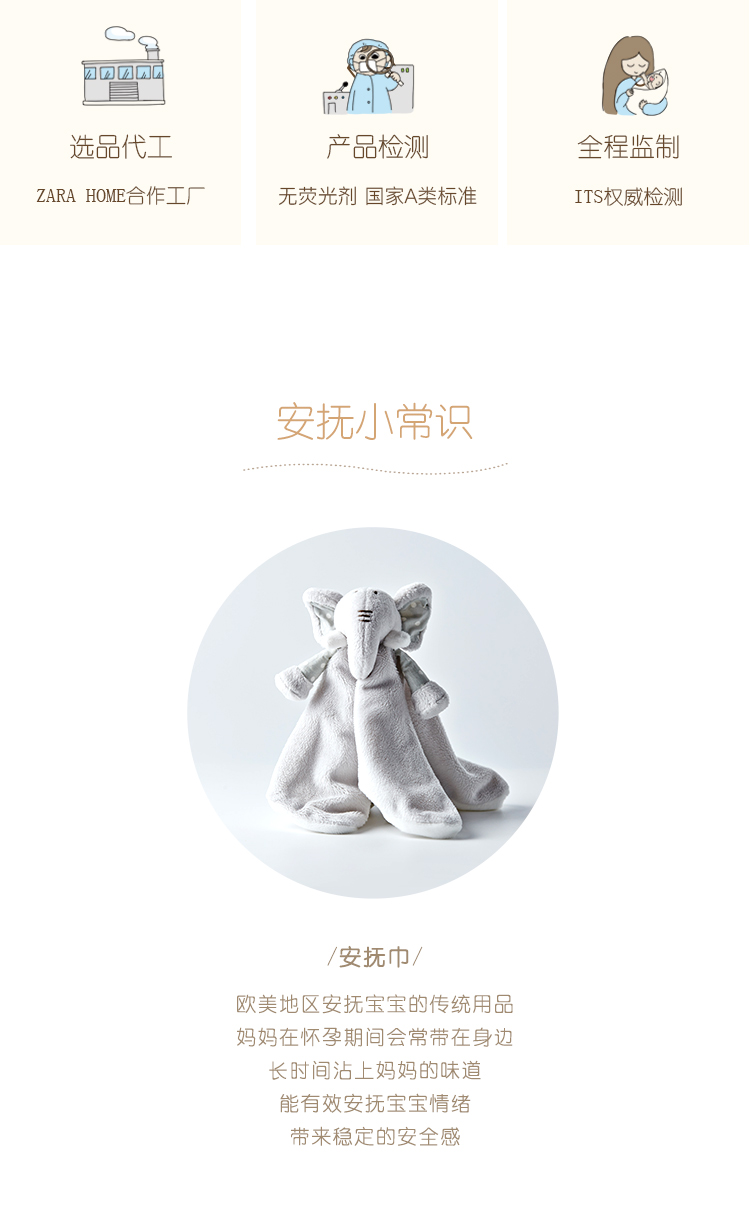 选品代工
产品检测
全程监制
ZARA HOME合作工厂
无荧光剂 国家A类标准
ITS权威检测
安抚小常识
/安抚巾/
欧美地区安抚宝宝的传统用品
妈妈在怀孕期间会常带在身边
长时间沾上妈妈的味道
能有效安抚宝宝情绪
带来稳定的安全感